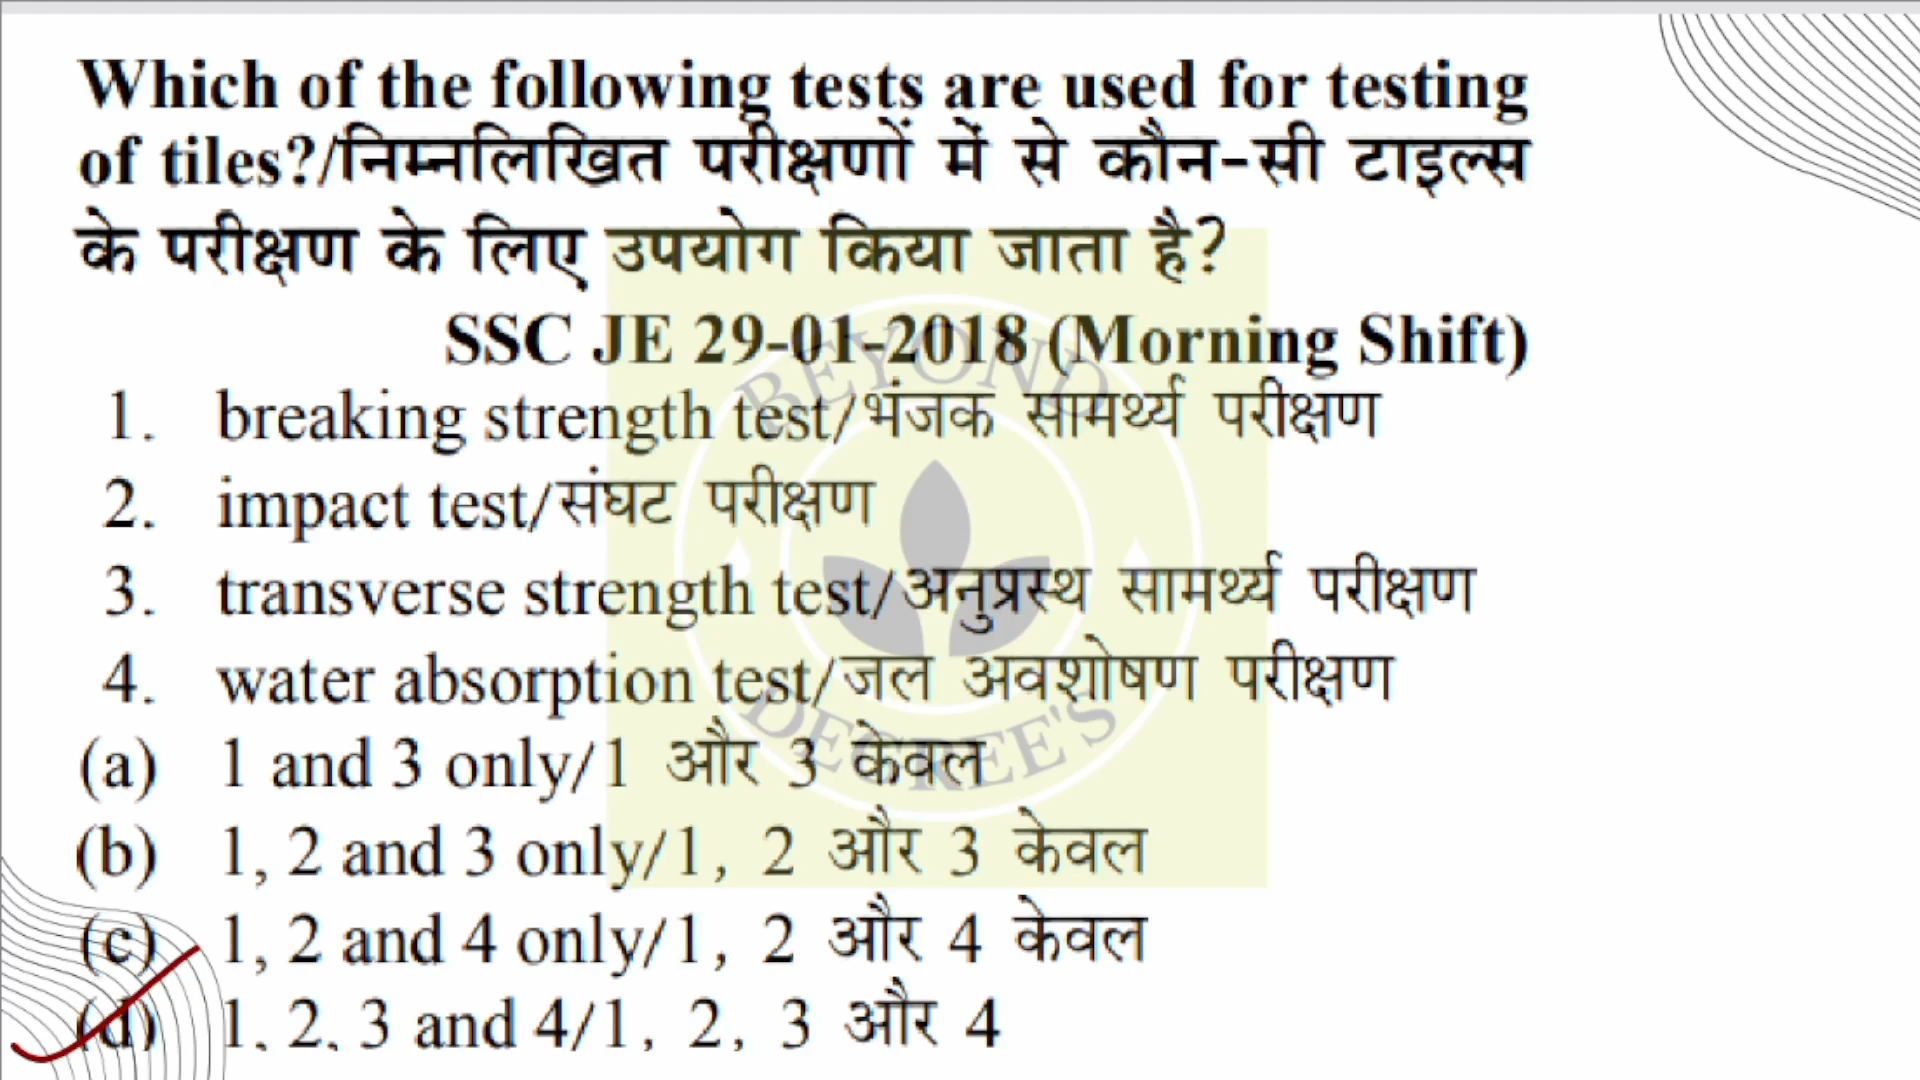 Which of the following tests are used for testing
of tiles?/निम्नलिखित परीक्षणों में से कौन-सी टाइल्स
के परीक्षण के लिए उपयोग किया जाता है?
SSC JE 29-01-2018 (Morning Shift)
1. breaking strength test/भंजक सामर्थ्य परीक्षण
2. impact test/संघट परीक्षण
3. transverse strength test/अनुप्रस्थ सामर्थ्य परीक्षण
4. water absorption test/जल अवशोषण परीक्षण
(a) 1 and 3 only/1 और 3 केवल
(b) 1, 2 and 3 only/1, 2 और 3 केवल
(c) 1, 2 and 4 only/1, 2 और 4 केवल
(d) 1, 2, 3 and 4/1, 2, 3 और 4
BEYOND
DEGREE'S